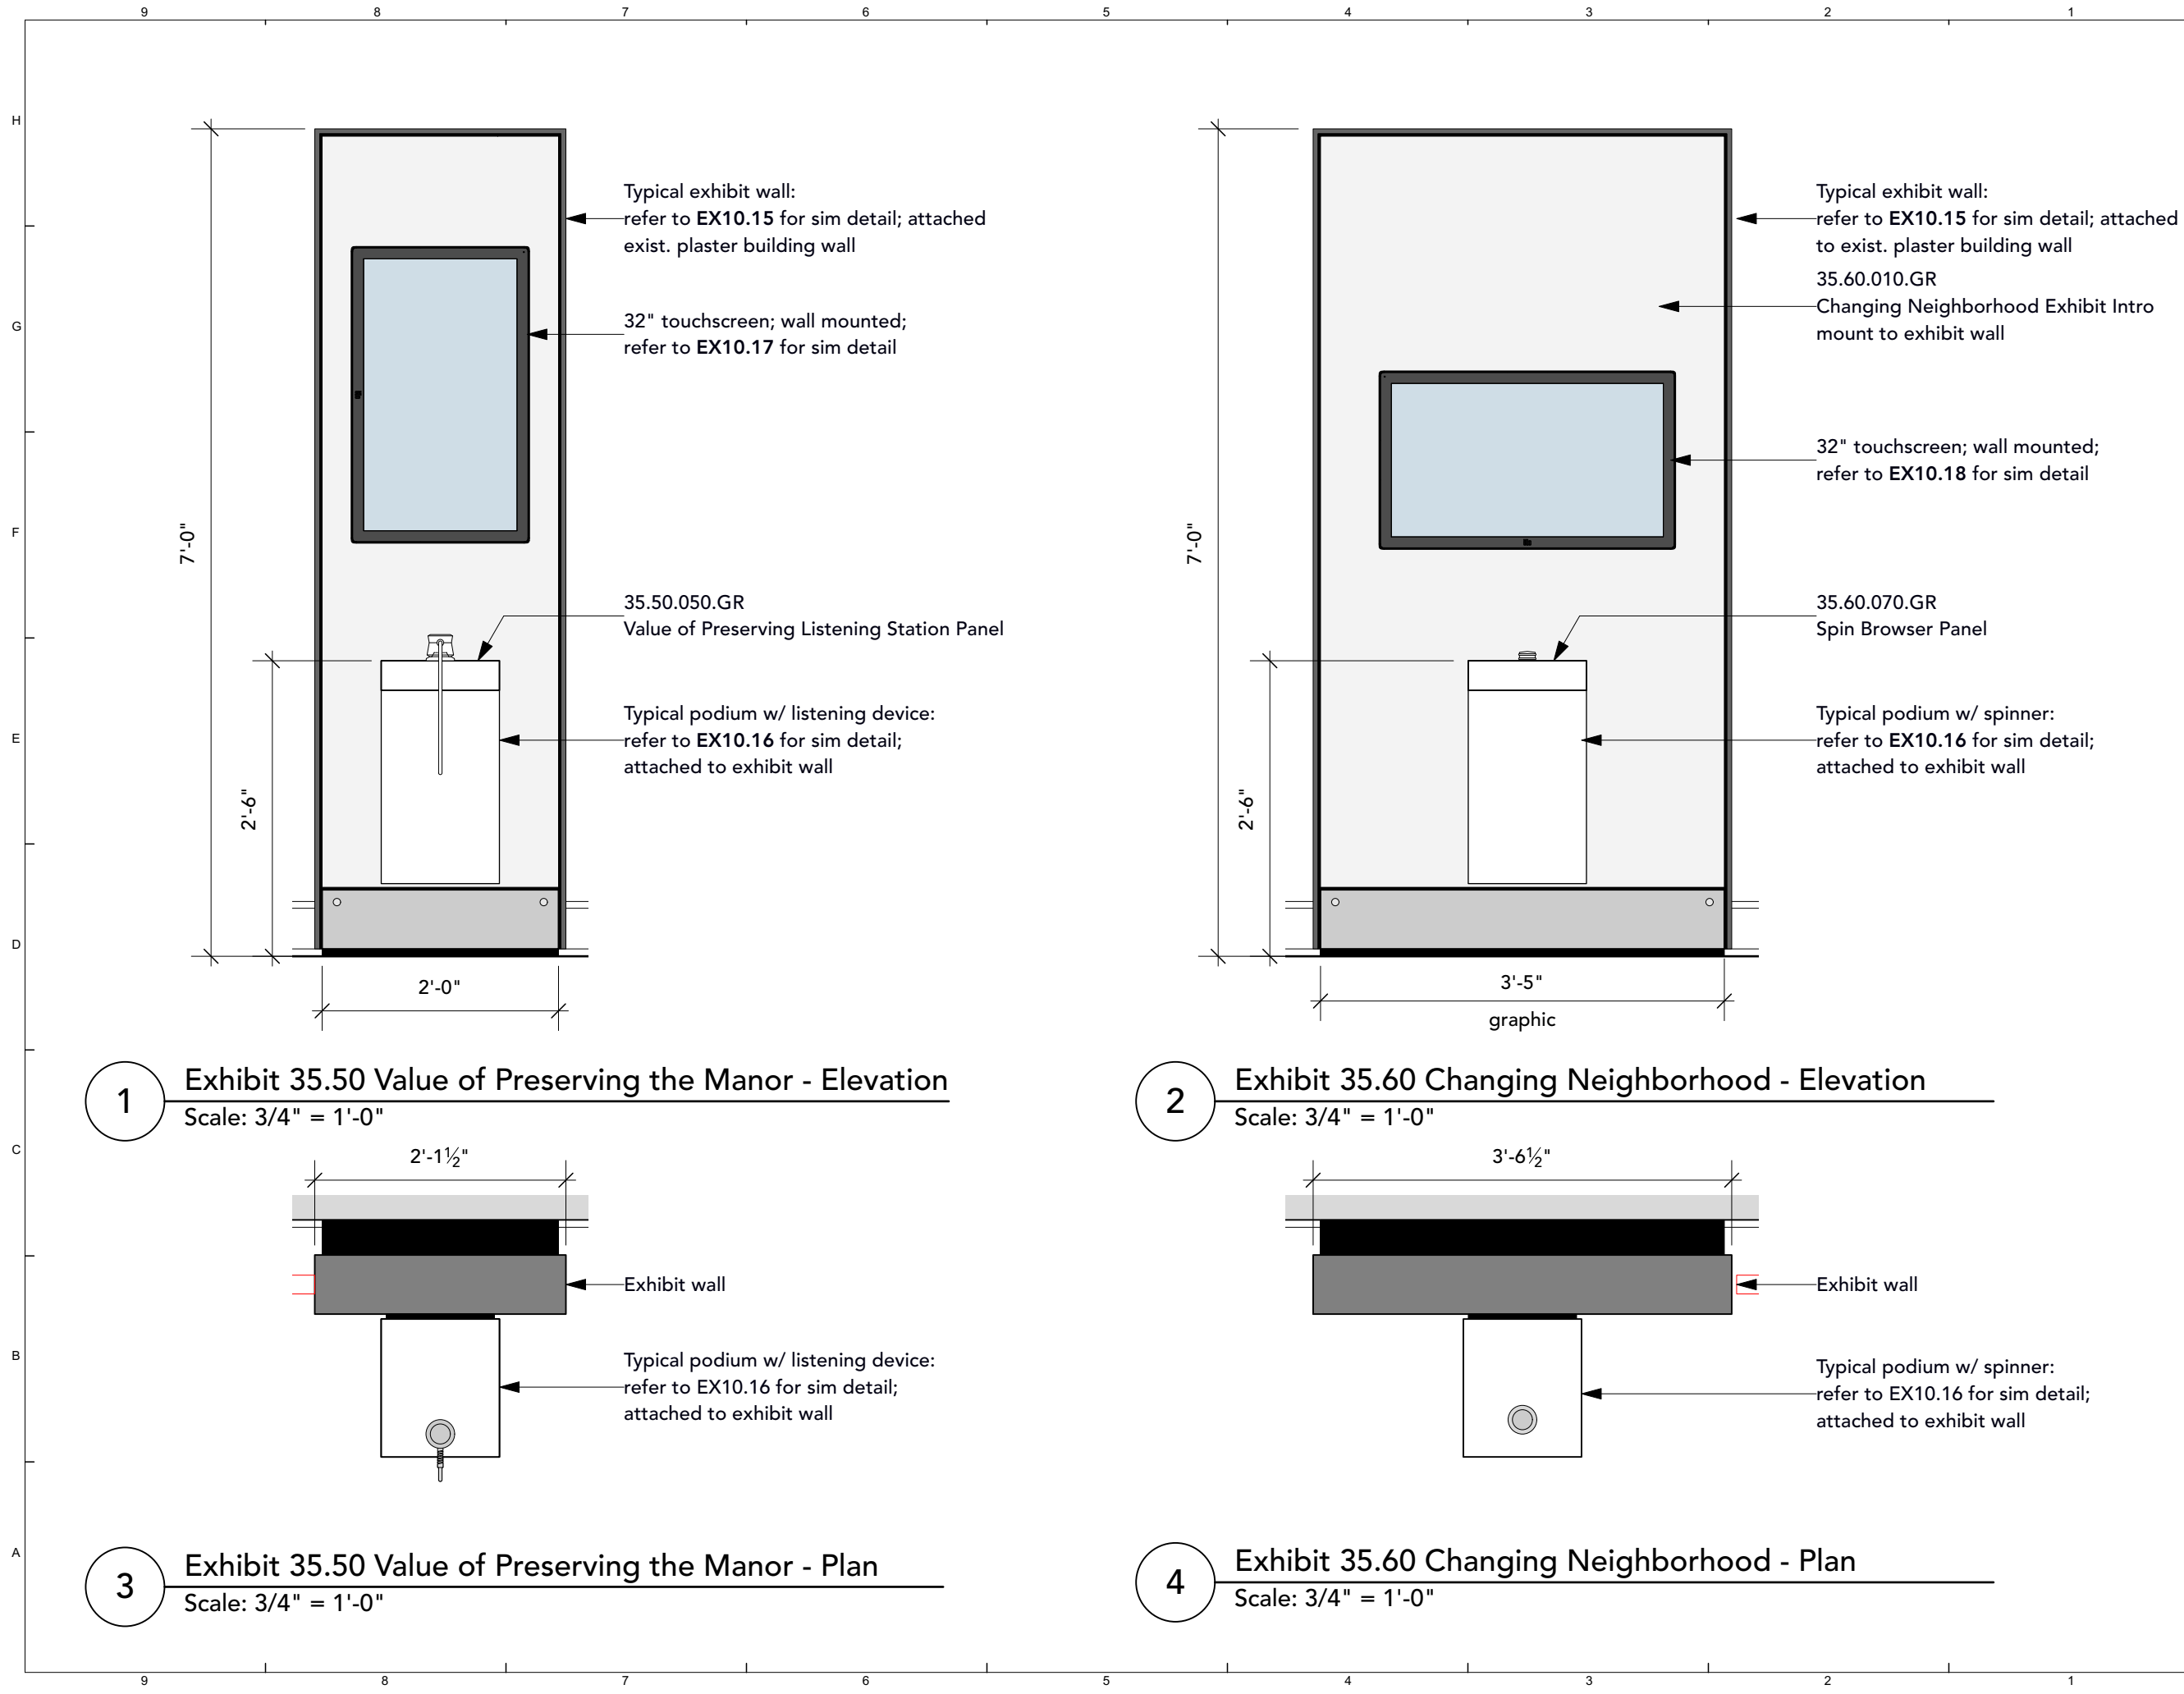 9 8 7 6 5 4 3 2 1
H
G
F
E
D
C
B
A
7'-0"
2'-6"
2'-0"
Typical exhibit wall:
refer to EX10.15 for sim detail; attached
exist. plaster building wall
32" touchscreen; wall mounted;
refer to EX10.17 for sim detail
35.50.050.GR
Value of Preserving Listening Station Panel
Typical podium w/ listening device:
refer to EX10.16 for sim detail;
attached to exhibit wall
1
Exhibit 35.50 Value of Preserving the Manor - Elevation
Scale: 3/4" = 1'-0"
7'-0"
2'-6"
3'-5"
graphic
Typical exhibit wall:
refer to EX10.15 for sim detail; attached
to exist. plaster building wall
35.60.010.GR
Changing Neighborhood Exhibit Intro
mount to exhibit wall
32" touchscreen; wall mounted;
refer to EX10.18 for sim detail
35.60.070.GR
Spin Browser Panel
Typical podium w/ spinner:
refer to EX10.16 for sim detail;
attached to exhibit wall
2
Exhibit 35.60 Changing Neighborhood - Elevation
Scale: 3/4" = 1'-0"
2'-1½"
Exhibit wall
Typical podium w/ listening device:
refer to EX10.16 for sim detail;
attached to exhibit wall
3
Exhibit 35.50 Value of Preserving the Manor - Plan
Scale: 3/4" = 1'-0"
3'-6½"
Exhibit wall
Typical podium w/ spinner:
refer to EX10.16 for sim detail;
attached to exhibit wall
4
Exhibit 35.60 Changing Neighborhood - Plan
Scale: 3/4" = 1'-0"
9 8 7 6 5 4 3 2 1